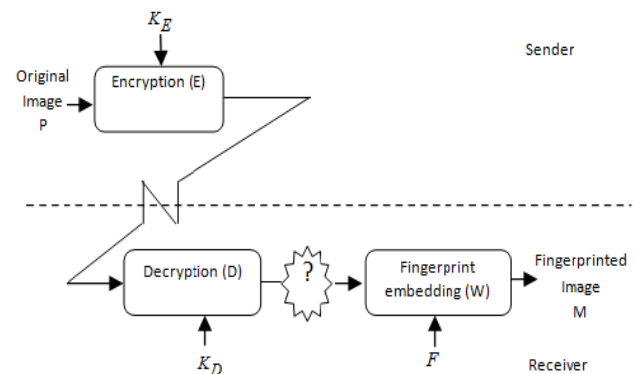 K_E
Sender
Original
Image
P
Encryption (E)
Decryption (D)
?
Fingerprint
embedding (W)
Fingerprinted
Image
M
K_D
F
Receiver